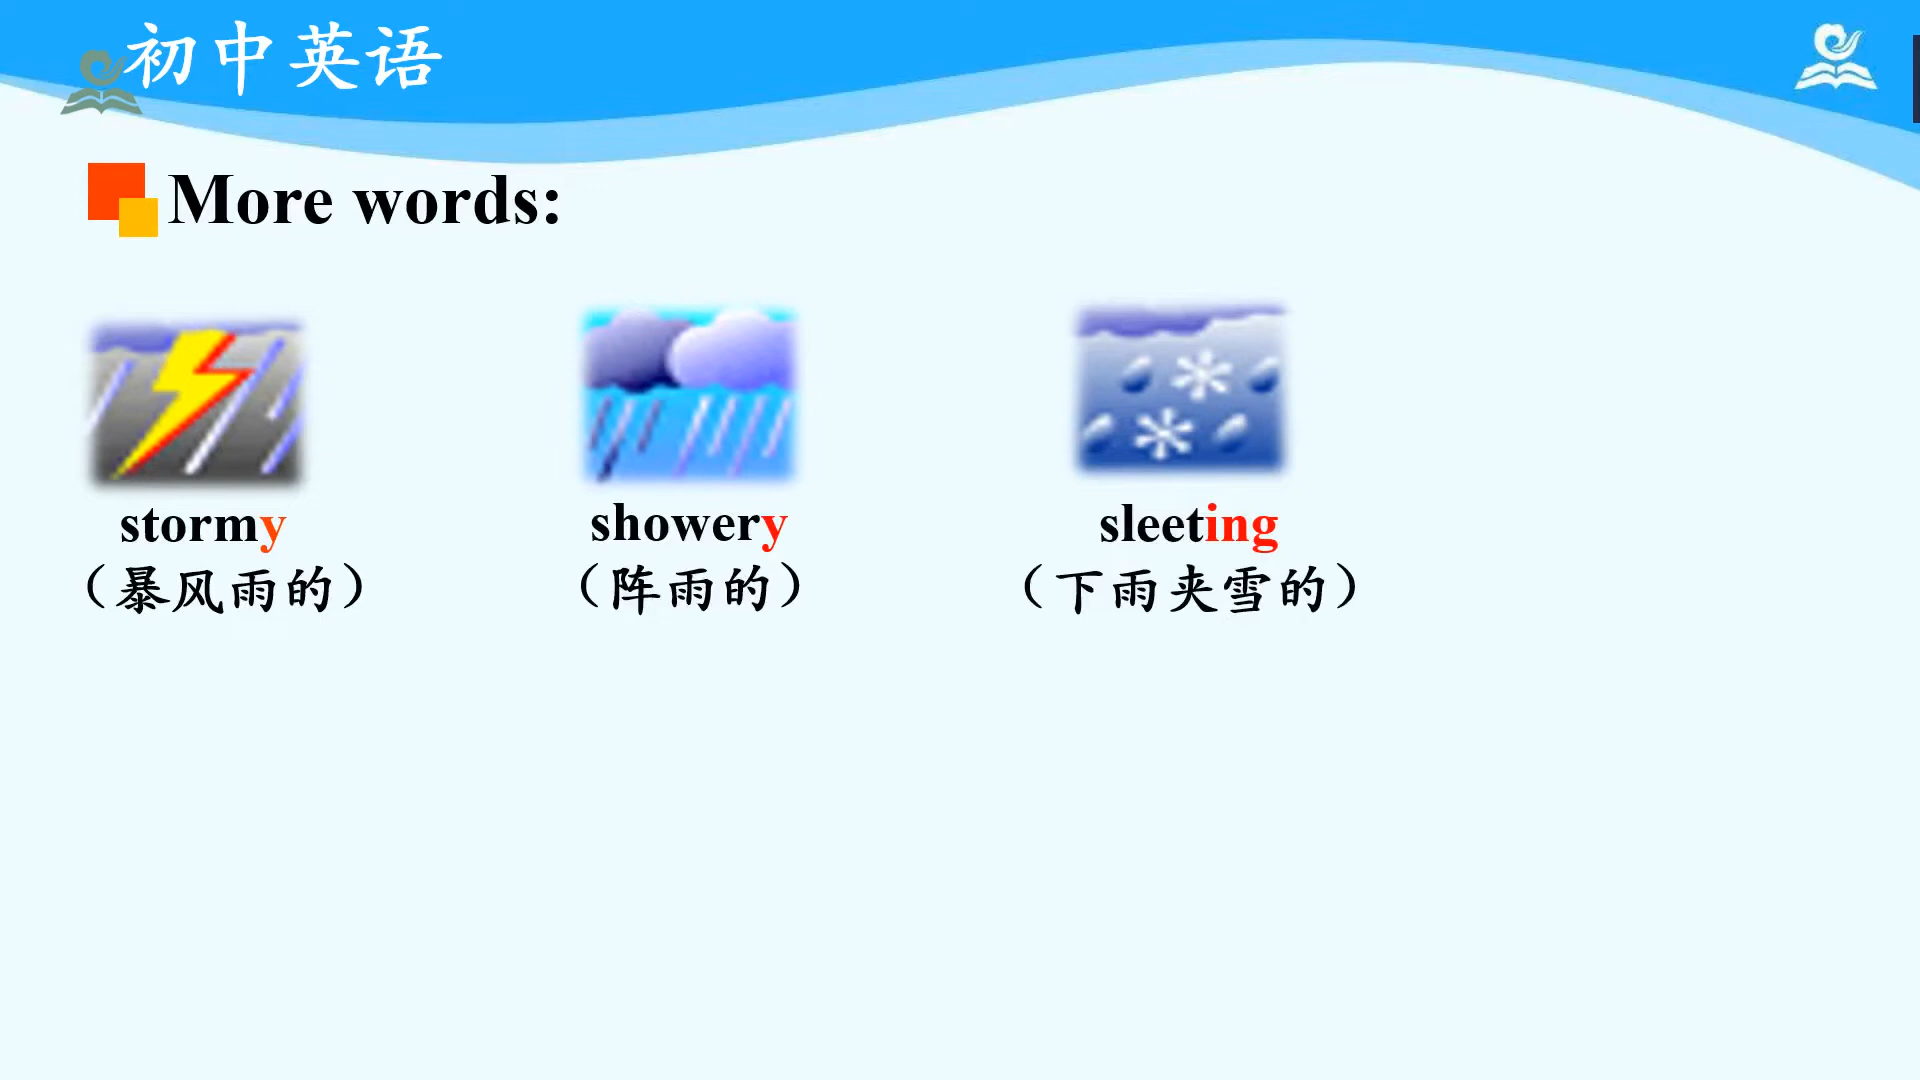 初中英语
More words:
stormy
（暴风雨的）
showery
（阵雨的）
sleeting
（下雨夹雪的）